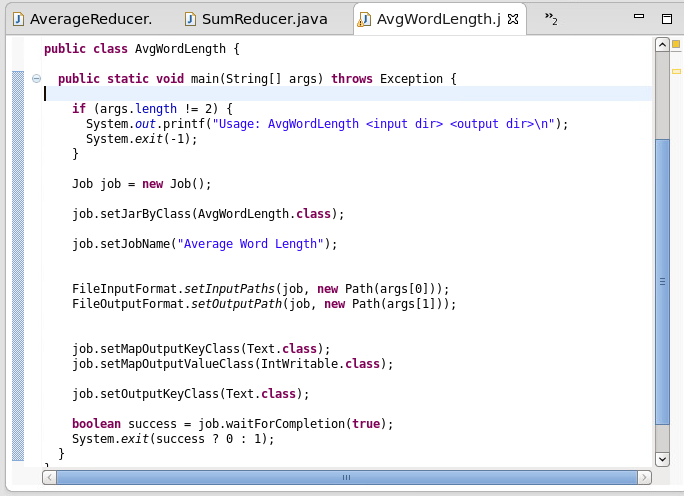 AverageReducer.
SumReducer.java
AvgWordLength.j
»2
public class AvgWordLength {
public static void main(String[] args) throws Exception {
if (args.length != 2) {
System.out.printf("Usage: AvgWordLength <input dir> <output dir>\n");
System.exit(-1);
}
Job job = new Job();
job.setJarByClass(AvgWordLength.class);
job.setJobName("Average Word Length");
FileInputFormat.setInputPaths(job, new Path(args[0]));
FileOutputFormat.setOutputPath(job, new Path(args[1]));
job.setMapOutputKeyClass(Text.class);
job.setMapOutputValueClass(IntWritable.class);
job.setOutputKeyClass(Text.class);
boolean success = job.waitForCompletion(true);
System.exit(success ? 0 : 1);
}
}